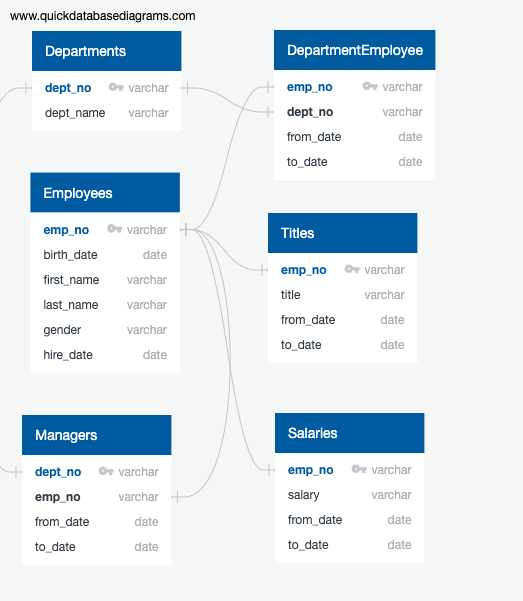 www.quickdatabasediagrams.com
Departments
dept_no varchar
dept_name varchar
DepartmentEmployee
emp_no varchar
dept_no varchar
from_date date
to_date date
Employees
emp_no varchar
birth_date date
first_name varchar
last_name varchar
gender varchar
hire_date date
Titles
emp_no varchar
title varchar
from_date date
to_date date
Managers
dept_no varchar
emp_no varchar
from_date date
to_date date
Salaries
emp_no varchar
salary varchar
from_date date
to_date date